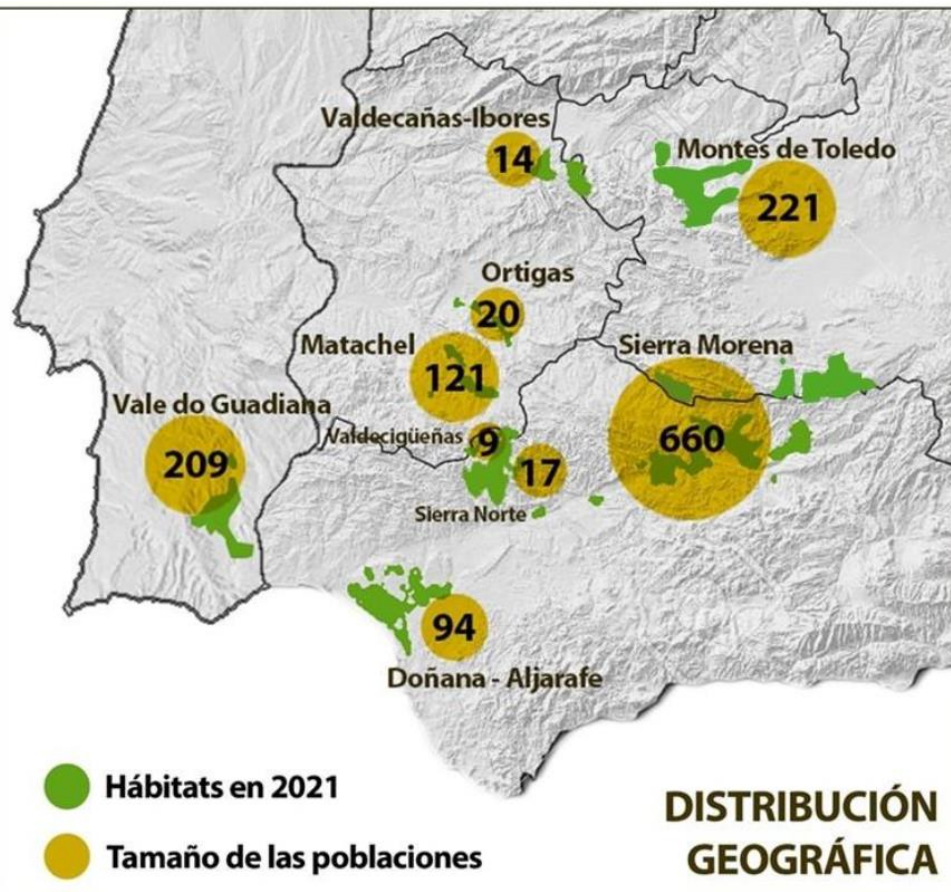 Valdecañas-Ibores
14
Montes de Toledo
221
Ortigas
20
Matachel
121
Sierra Morena
660
Vale do Guadiana
209
Valdecigüeñas
9
17
Sierra Norte
94
Doñana - Aljarafe
Hábitats en 2021
Tamaño de las poblaciones
DISTRIBUCIÓN
GEOGRÁFICA